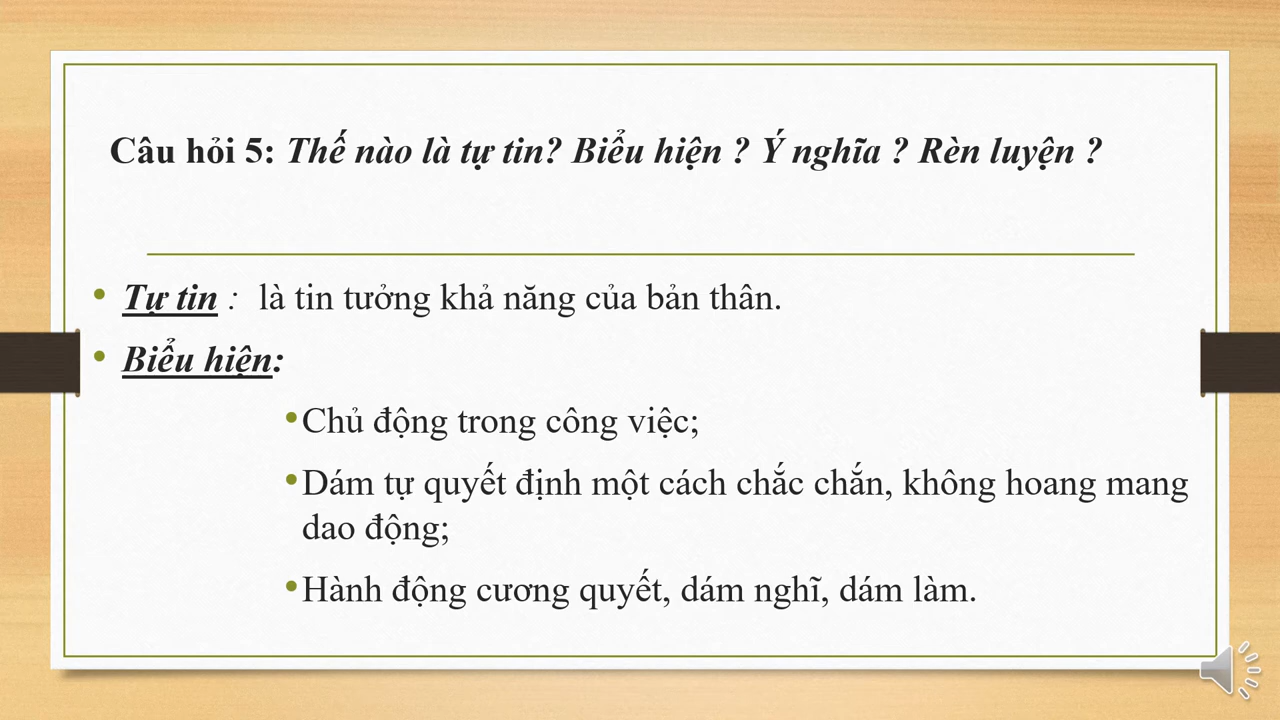 Câu hỏi 5: Thế nào là tự tin? Biểu hiện ? Ý nghĩa ? Rèn luyện ?
• Tự tin : là tin tưởng khả năng của bản thân.
• Biểu hiện:
•Chủ động trong công việc;
•Dám tự quyết định một cách chắc chắn, không hoang mang
dao động;
•Hành động cương quyết, dám nghĩ, dám làm.